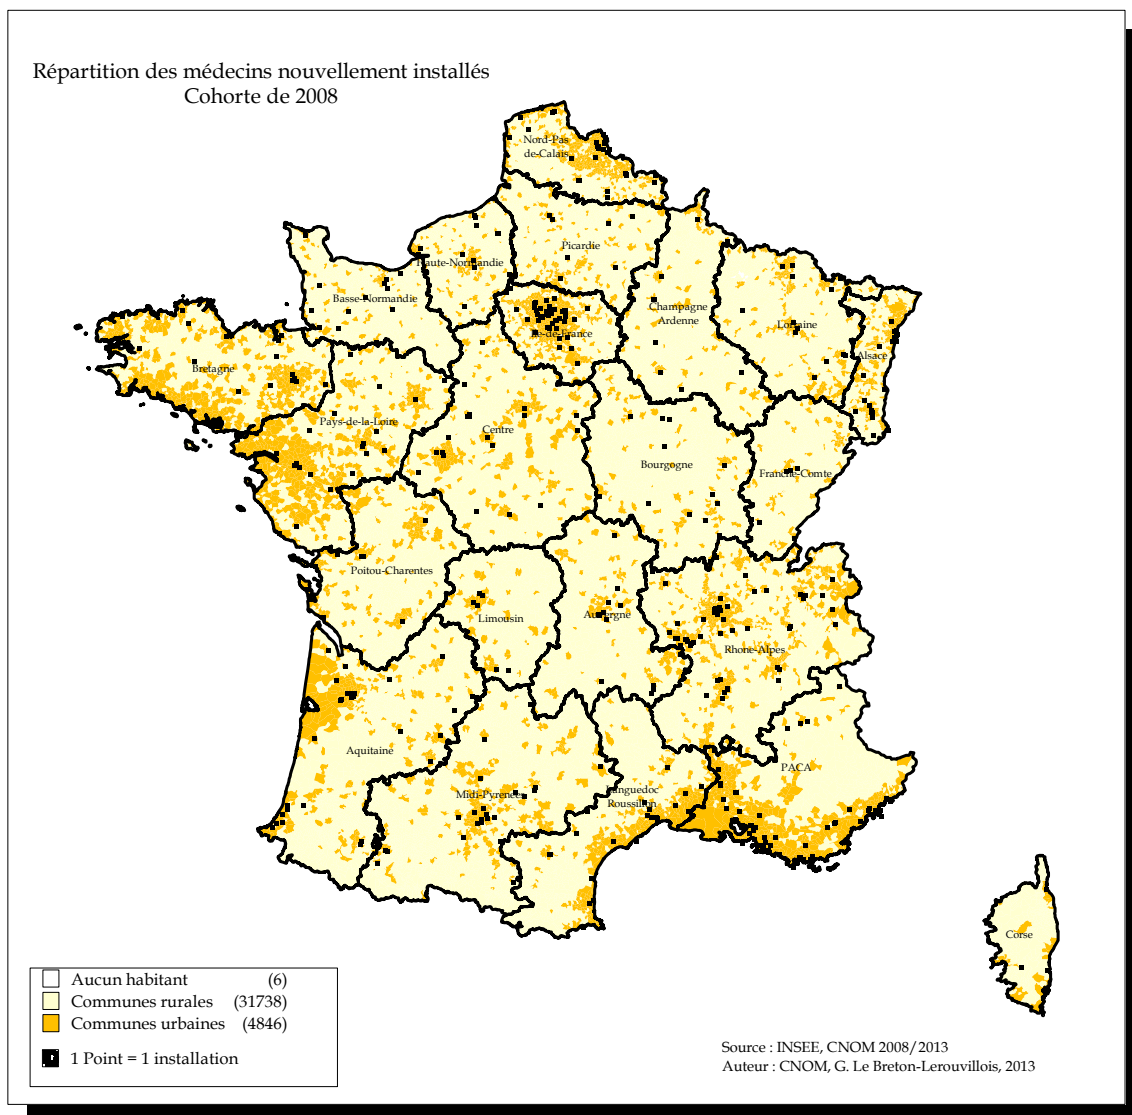 Répartition des médecins nouvellement installés
Cohorte de 2008
Nord-Pas
de-Calais
Picardie
Haute-Normandie
Basse-Normandie
Champagne
Ardenne
Lorraine
Ile-de-France
Alsace
Bretagne
Pays-de-la-Loire
Centre
Bourgogne
Franche-Comte
Poitou-Charentes
Limousin
Auvergne
Rhone-Alpes
Aquitaine
PACA
Midi-Pyrenees
Languedoc
Roussillon
Corse
Aucun habitant (6)
Communes rurales (31738)
Communes urbaines (4846)
1 Point = 1 installation
Source : INSEE, CNOM 2008/2013
Auteur : CNOM, G. Le Breton-Lerouvillois, 2013